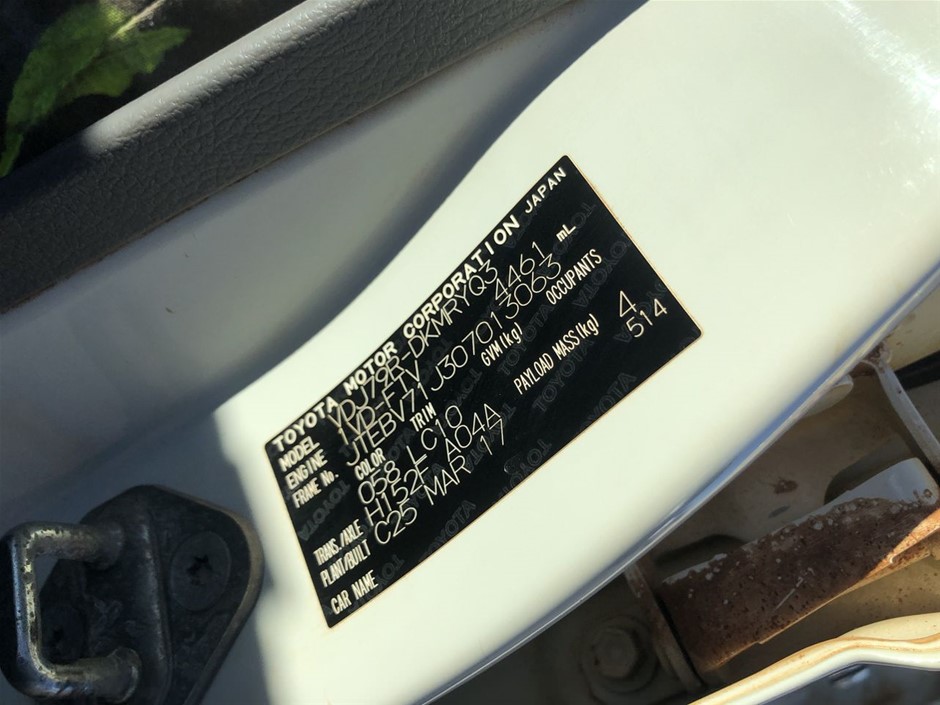 TOYOTA MOTOR CORPORATION JAPAN
MODEL VDJ79R-DKMRYQ3
ENGINE 1VD-FTV 4461 mL
FRAME No. JTEBV71J307013063
COLOR TRIM GVM(kg) OCCUPANTS
058 LC10 4
TRANS./AXLE H152F A04A PAYLOAD MASS(kg) 514
PLANT/BUILT C25 MAR 17
CAR NAME